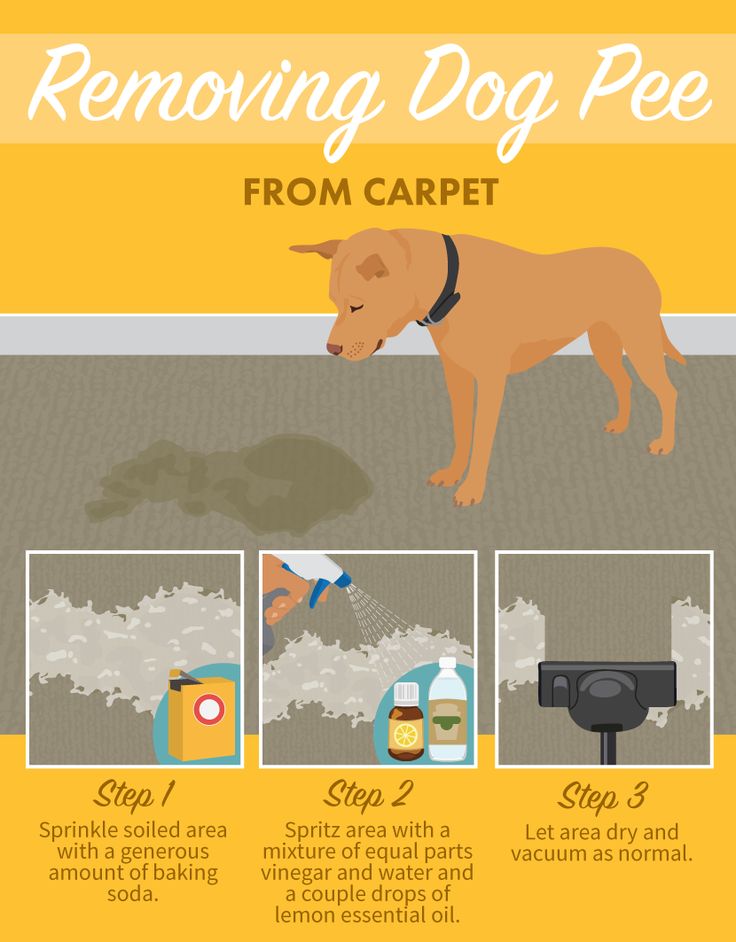 Removing Dog Pee
FROM CARPET
Step 1
Sprinkle soiled area
with a generous
amount of baking
soda.
Step 2
Spritz area with a
mixture of equal parts
vinegar and water and
a couple drops of
lemon essential oil.
Step 3
Let area dry and
vacuum as normal.